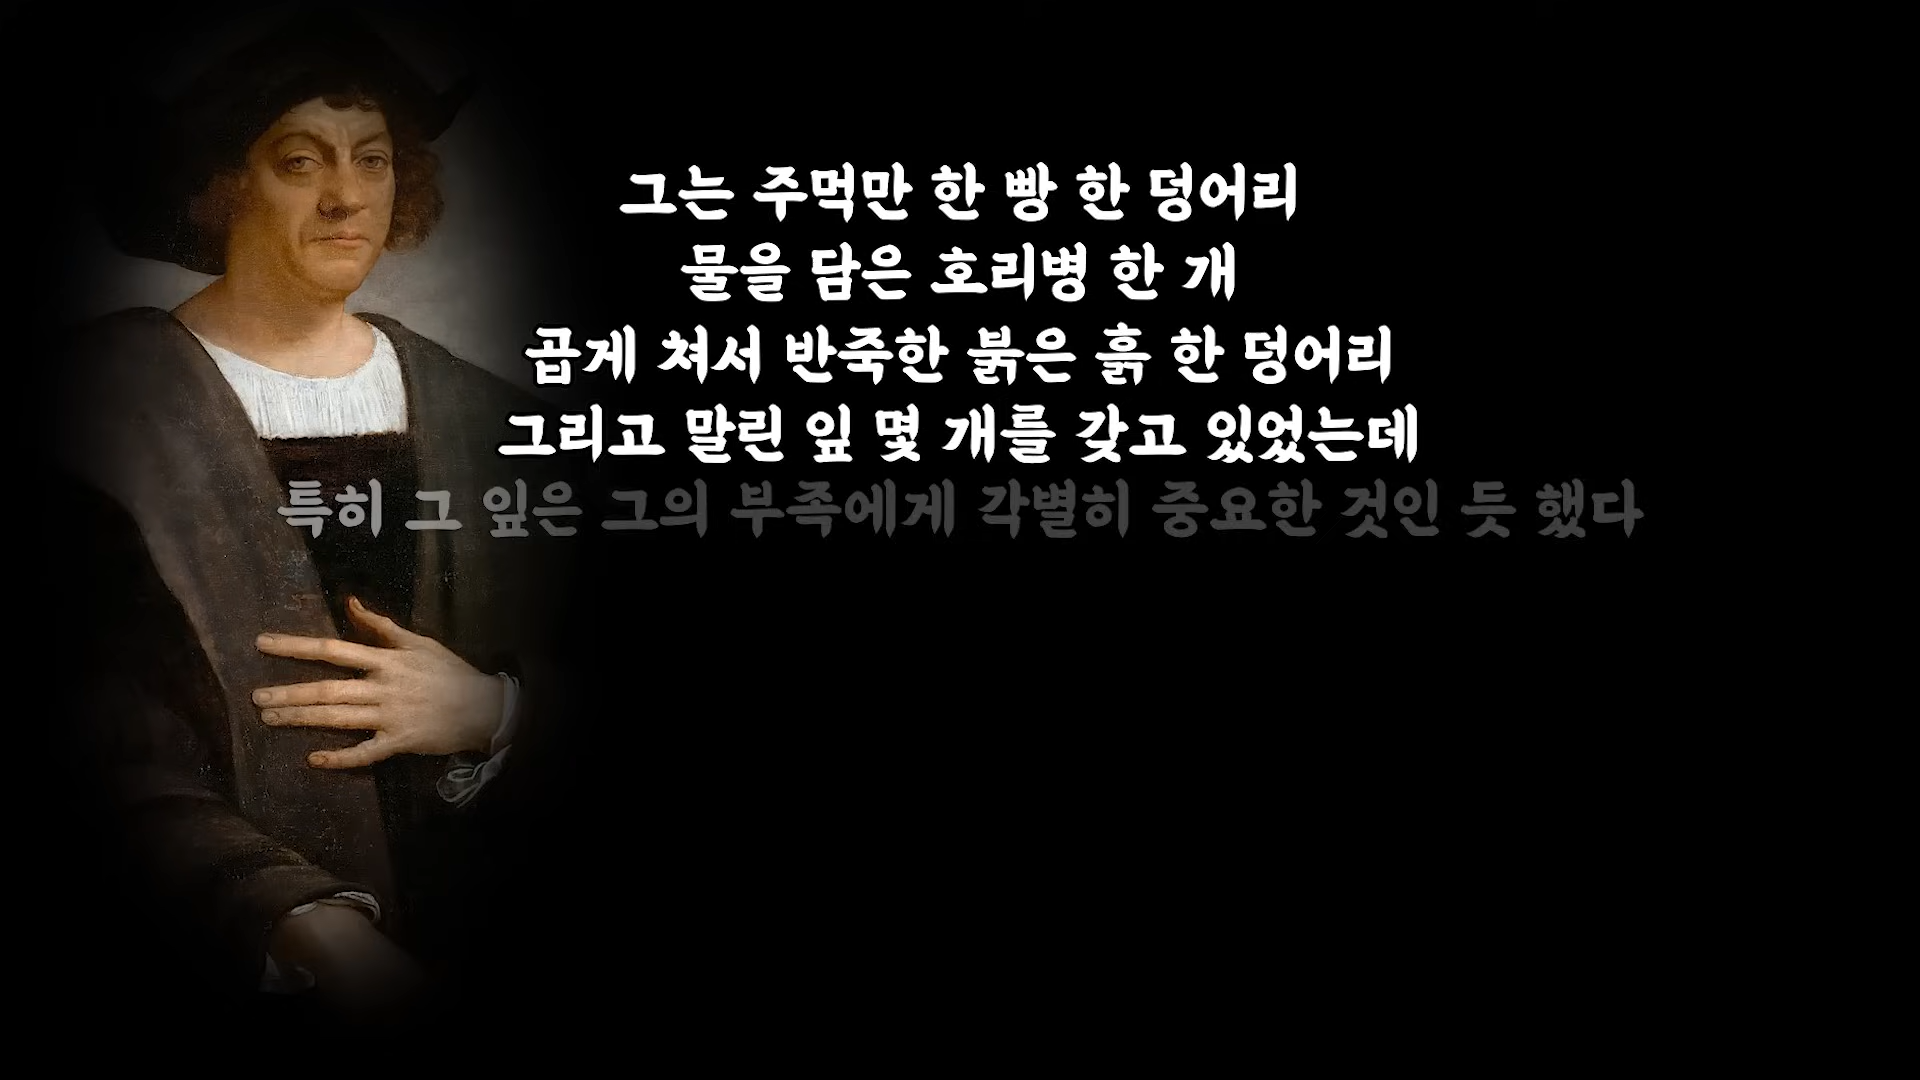 그는 주먹만 한 빵 한 덩어리
물을 담은 호리병 한 개
곱게 쳐서 반죽한 붉은 흙 한 덩어리
그리고 말린 잎 몇 개를 갖고 있었는데
특히 그 잎은 그의 부족에게 각별히 중요한 것인 듯 했다